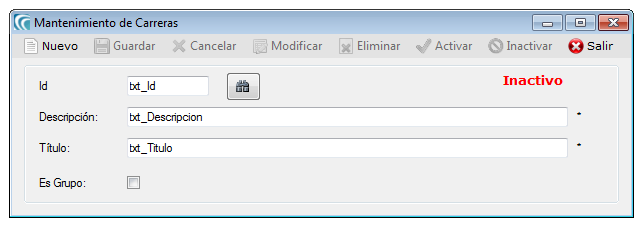 Mantenimiento de Carreras
Nuevo Guardar Cancelar Modificar Eliminar Activar Inactivar Salir
Id txt_Id Inactivo
Descripción: txt_Descripcion *
Título: txt_Titulo *
Es Grupo: